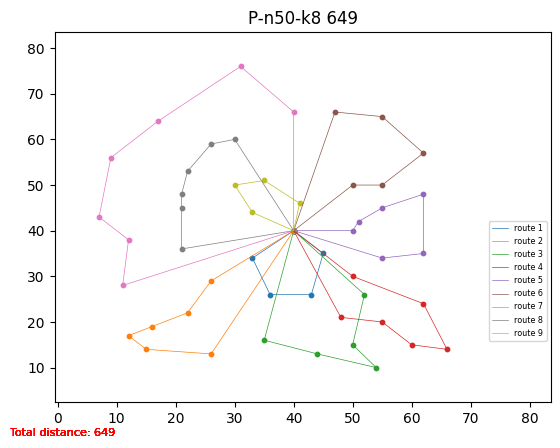 P-n50-k8 649
80
70
60
50
40
30
20
10
0 10 20 30 40 50 60 70 80
route 1
route 2
route 3
route 4
route 5
route 6
route 7
route 8
route 9
Total distance: 649